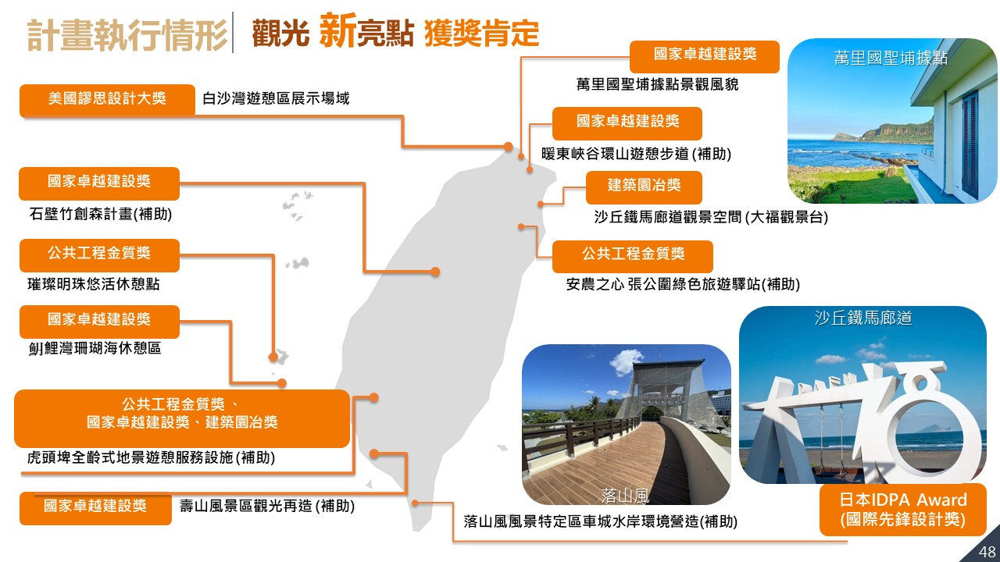 計畫執行情形
觀光 新亮點 獲獎肯定
美國謬思設計大獎
白沙灣遊憩區展示場域
國家卓越建設獎
石壁竹創森計畫(補助)
公共工程金質獎
璀璨明珠悠活休憩點
國家卓越建設獎
鮂鯉灣珊瑚海休憩區
公共工程金質獎 、
國家卓越建設獎、建築園冶獎
虎頭埤全齡式地景遊憩服務設施(補助)
國家卓越建設獎
壽山風景區觀光再造 (補助)
國家卓越建設獎
萬里國聖埔據點景觀風貌
國家卓越建設獎
暖東峽谷環山遊憩步道 (補助)
建築園冶獎
沙丘鐵馬廊道觀景空間 (大福觀景台)
公共工程金質獎
安農之心 張公圍綠色旅遊驛站(補助)
萬里國聖埔據點
沙丘鐵馬廊道
DAFU
落山風
落山風風景特定區車城水岸環境營造(補助)
日本IDPA Award
(國際先鋒設計獎)
48